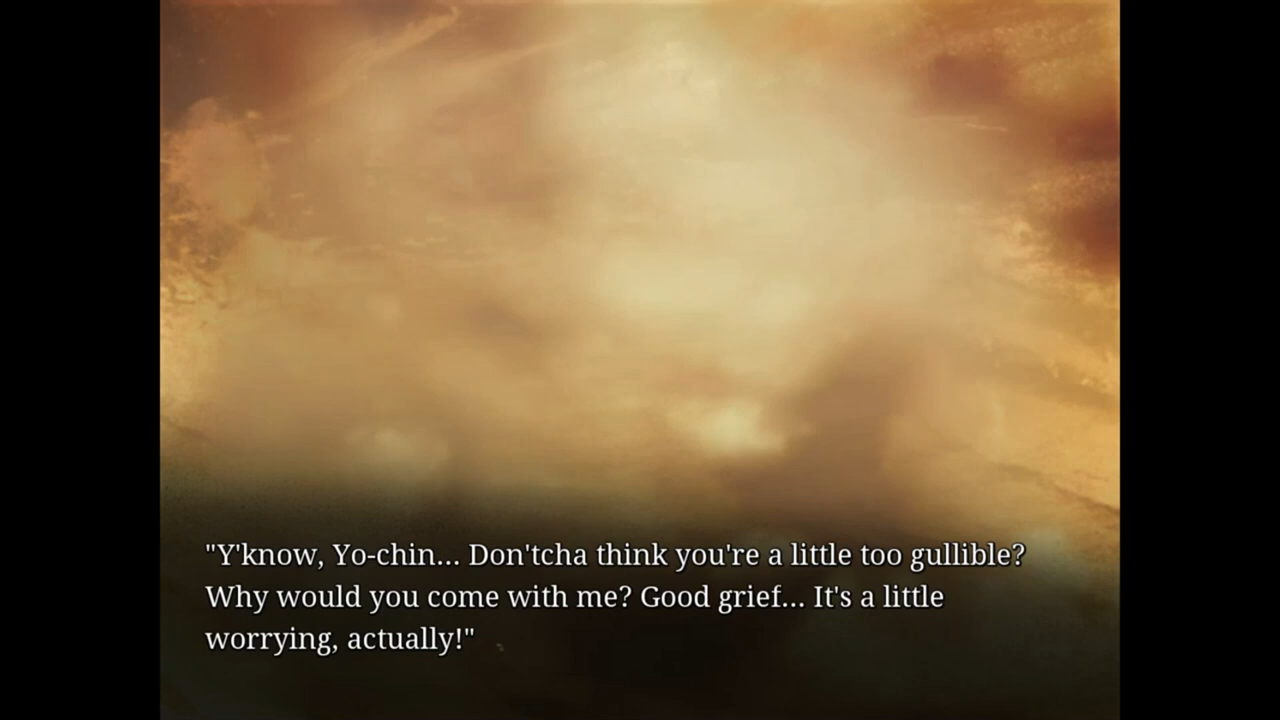 "Y'know, Yo-chin... Don'tcha think you're a little too gullible?
Why would you come with me? Good grief... It's a little
worrying, actually!"